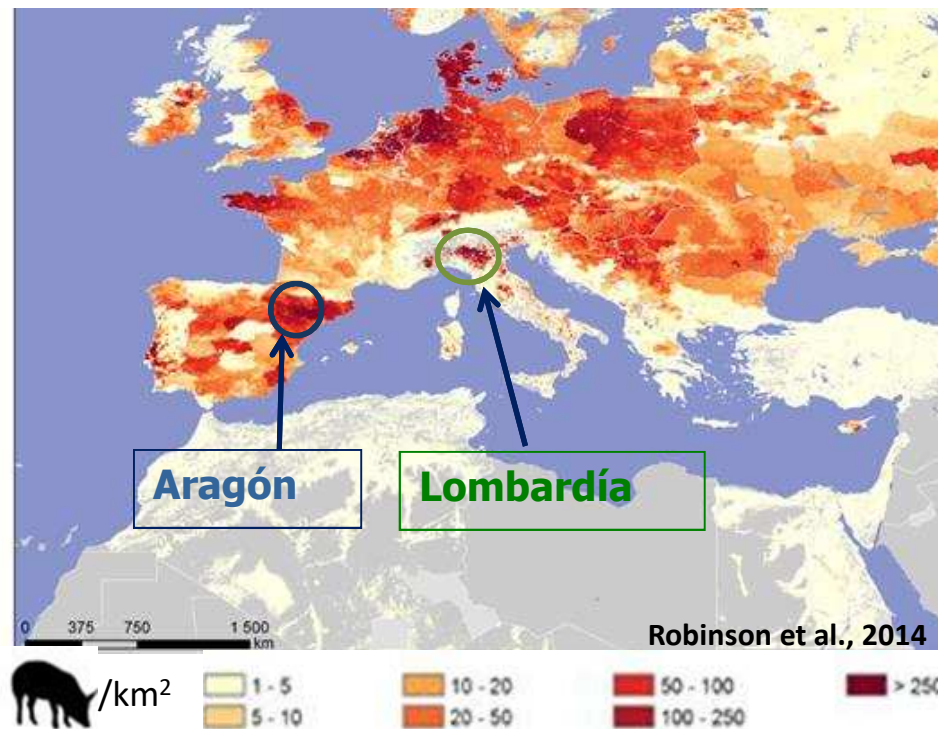 Aragón
Lombardía
0 375 750 1 500
km
Robinson et al., 2014
/km²
1 - 5
10 - 20
50 - 100
> 250
5 - 10
20 - 50
100 - 250